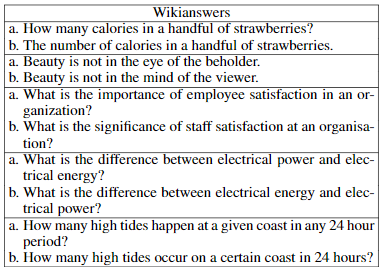 Wikianswers
a. How many calories in a handful of strawberries?
b. The number of calories in a handful of strawberries.
a. Beauty is not in the eye of the beholder.
b. Beauty is not in the mind of the viewer.
a. What is the importance of employee satisfaction in an or-
ganization?
b. What is the significance of staff satisfaction at an organisa-
tion?
a. What is the difference between electrical power and elec-
trical energy?
b. What is the difference between electrical energy and elec-
trical power?
a. How many high tides happen at a given coast in any 24 hour
period?
b. How many high tides occur on a certain coast in 24 hours?